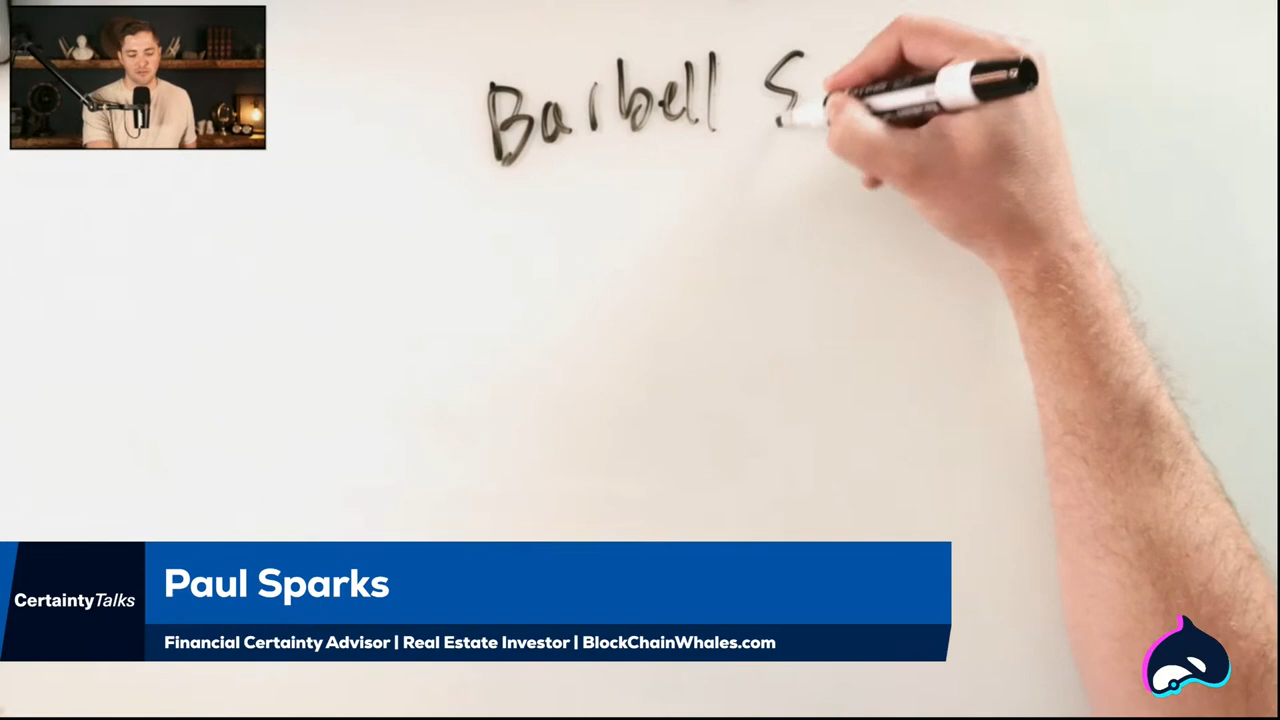 Barbell S
CertaintyTalks
Paul Sparks
Financial Certainty Advisor | Real Estate Investor | BlockChainWhales.com